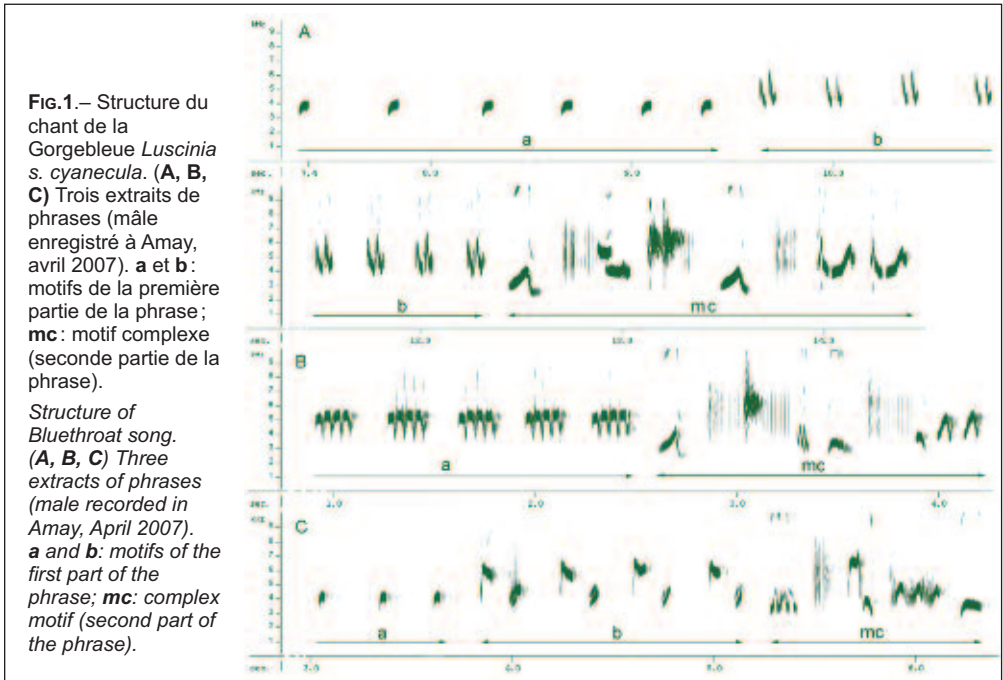 FIG.1.– Structure du
chant de la
Gorgebleue Luscinia
s. cyanecula. (A, B,
C) Trois extraits de
phrases (mâle
enregistré à Amay,
avril 2007). a et b :
motifs de la première
partie de la phrase ;
mc : motif complexe
(seconde partie de la
phrase).
Structure of
Bluethroat song.
(A, B, C) Three
extracts of phrases
(male recorded in
Amay, April 2007).
a and b: motifs of the
first part of the
phrase; mc: complex
motif (second part of
the phrase).
A
a b
b mc
B
a mc
C
a b mc